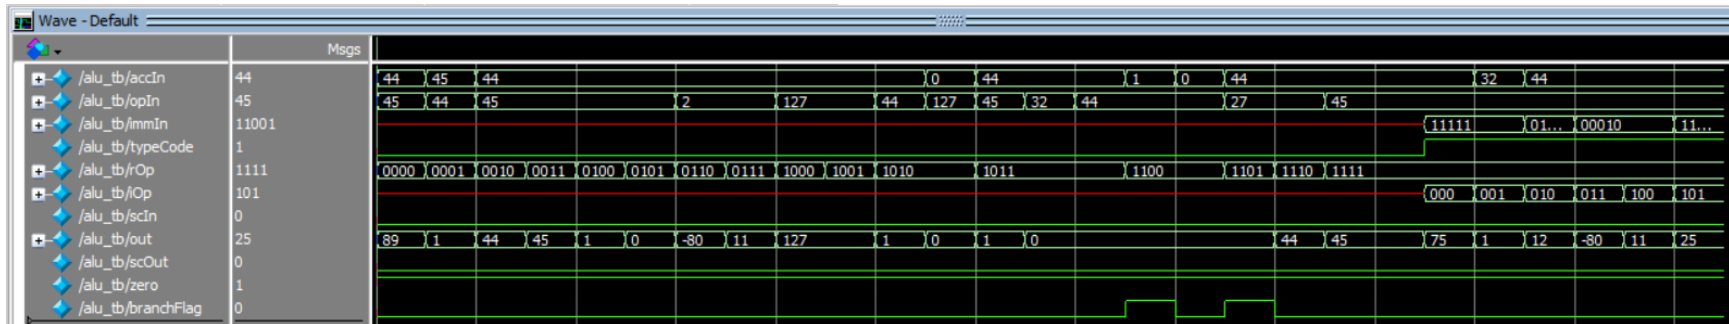 Wave - Default
Msgs
/alu_tb/accIn 44 44 45 44 0 44 1 0 44 32 44
/alu_tb/opIn 45 45 44 45 2 127 44 127 45 32 44 27 45
/alu_tb/immIn 11001 11111 01... 00010 11...
/alu_tb/typeCode 1
/alu_tb/rOp 1111 0000 0001 0010 0011 0100 0101 0110 0111 1000 1001 1010 1011 1100 1101 1110 1111
/alu_tb/iOp 101 000 001 010 011 100 101
/alu_tb/scIn 0
/alu_tb/out 25 89 1 44 45 1 0 -80 11 127 1 0 1 0 44 45 75 1 12 -80 11 25
/alu_tb/scOut 0
/alu_tb/zero 1
/alu_tb/branchFlag 0